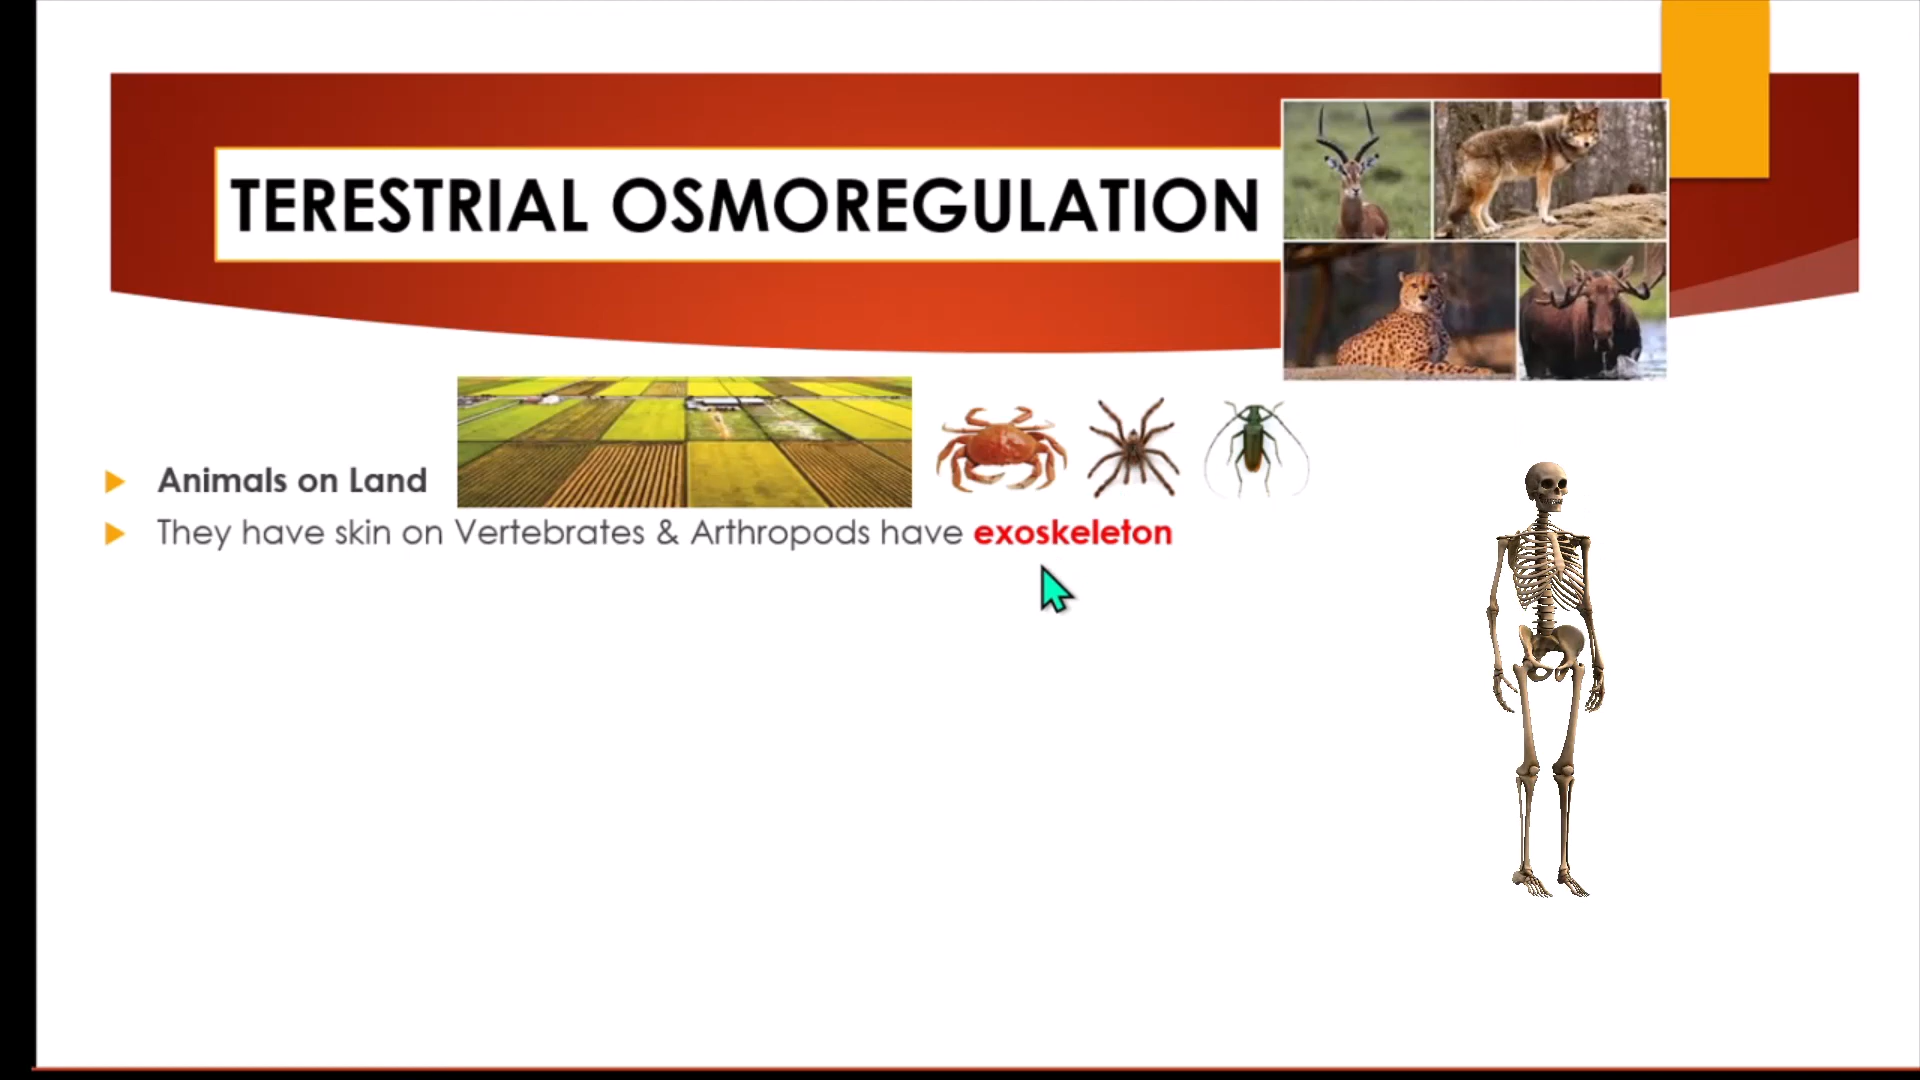 TERESTRIAL OSMOREGULATION
Animals on Land
They have skin on Vertebrates & Arthropods have exoskeleton